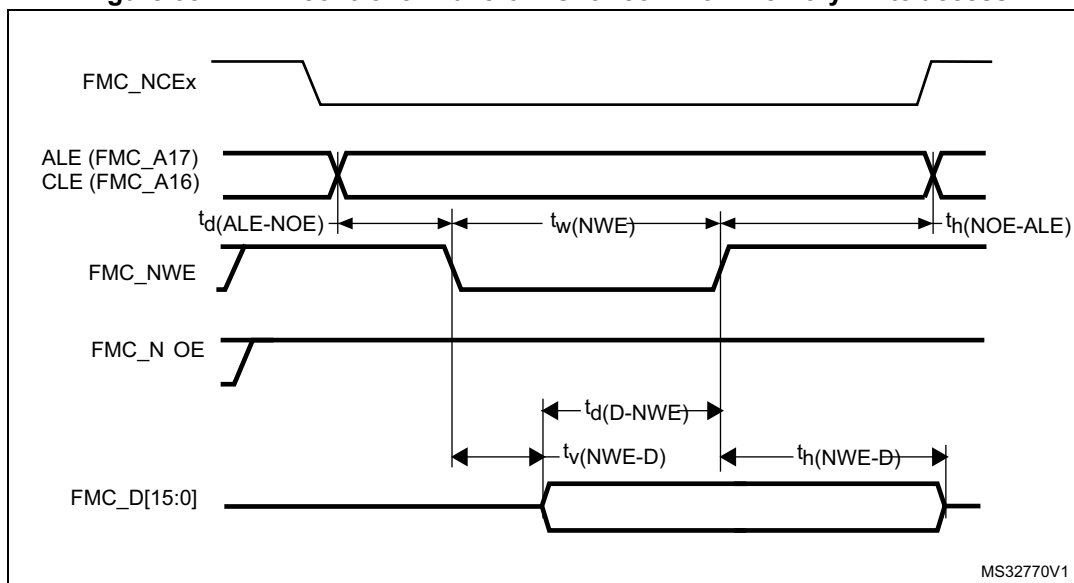 FMC_NCEx
ALE (FMC_A17)
CLE (FMC_A16)
td(ALE-NOE)
tw(NWE)
th(NOE-ALE)
FMC_NWE
FMC_N OE
td(D-NWE)
tv(NWE-D)
th(NWE-D)
FMC_D[15:0]
MS32770V1